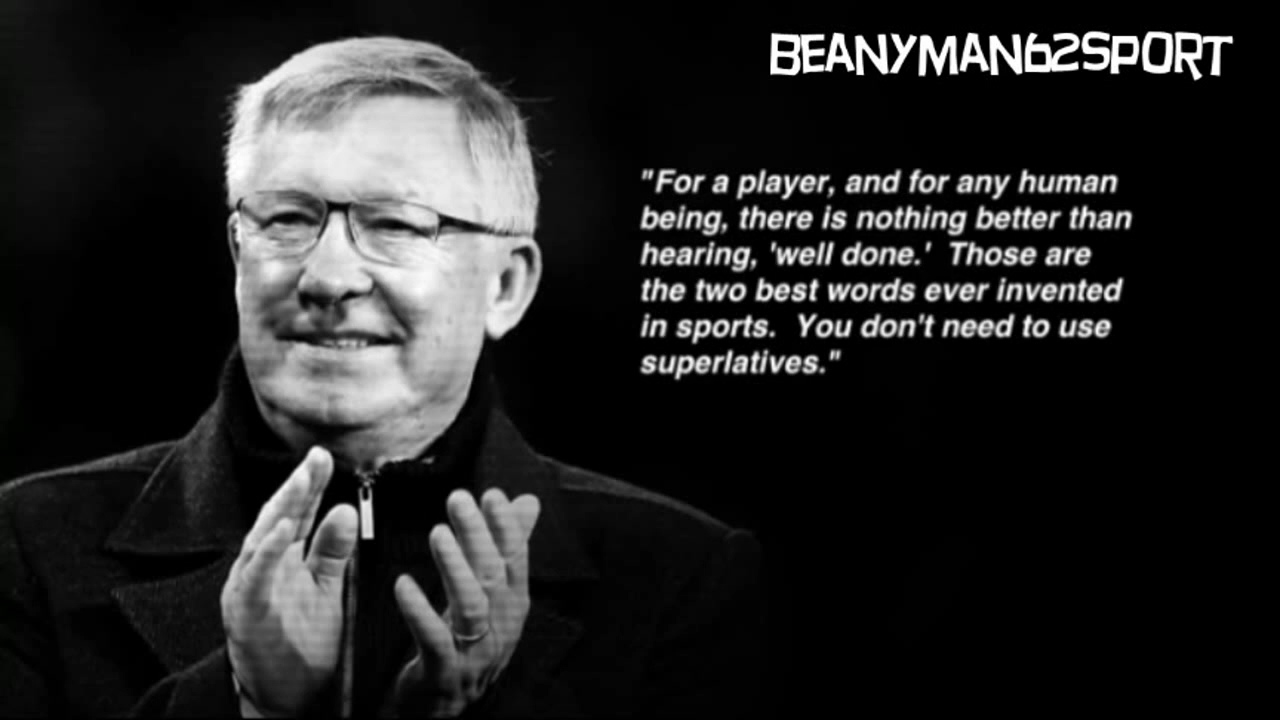 BEANYMAN62SPORT
"For a player, and for any human
being, there is nothing better than
hearing, 'well done.'  Those are
the two best words ever invented
in sports.  You don't need to use
superlatives."